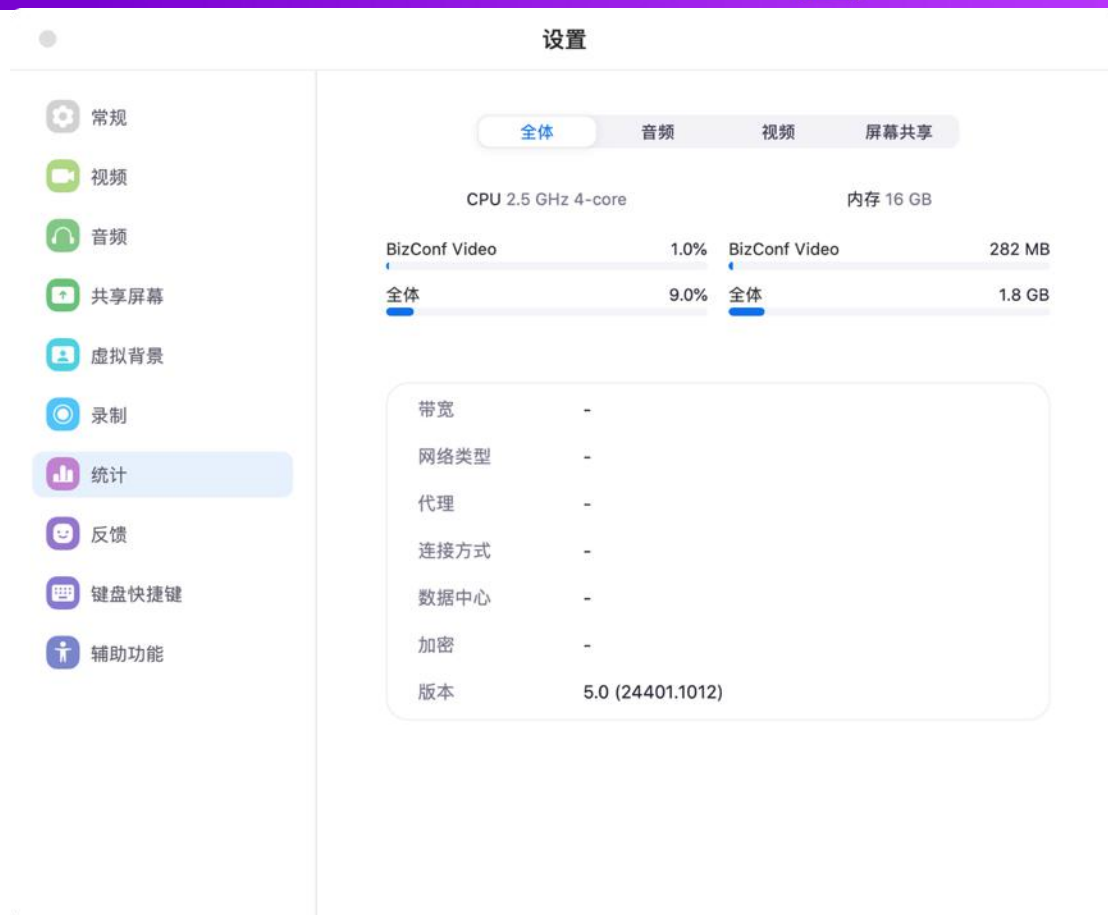 设置
常规
视频
音频
共享屏幕
虚拟背景
录制
统计
反馈
键盘快捷键
辅助功能
全体 音频 视频 屏幕共享
CPU 2.5 GHz 4-core 内存 16 GB
BizConf Video 1.0% BizConf Video 282 MB
全体 9.0% 全体 1.8 GB
带宽 -
网络类型 -
代理 -
连接方式 -
数据中心 -
加密 -
版本 5.0 (24401.1012)